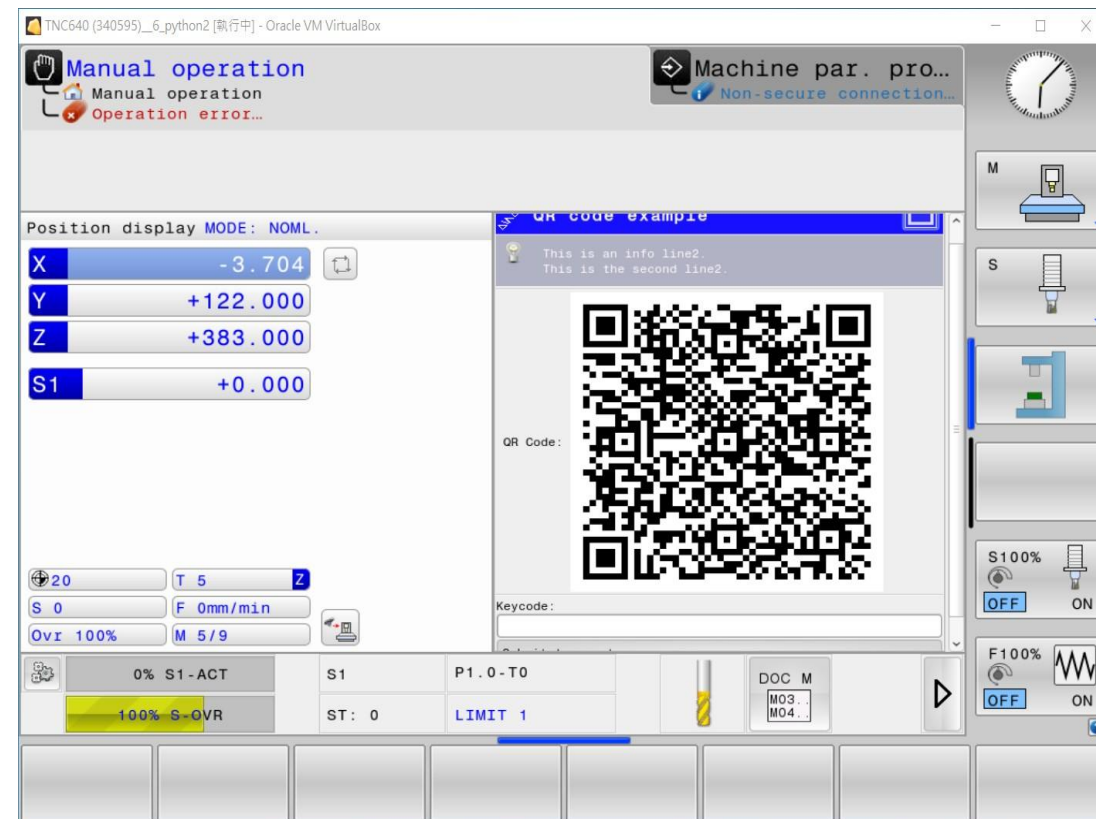 TNC640 (340595)__6_python2 [執行中] - Oracle VM VirtualBox
Manual operation
Manual operation
Operation error…
Machine par. pro…
Non-secure connection…
Position display MODE: NOML.
X -3.704
Y +122.000
Z +383.000
S1 +0.000
20
T 5 Z
S 0
F 0mm/min
Ovr 100%
M 5/9
QR code example
This is an info line2.
This is the second line2.
QR Code:
Keycode:
0% S1-ACT
S1
P1.0-T0
100% S-OVR
ST: 0
LIMIT 1
DOC M
M03..
M04..
M
S
S100%
OFF ON
F100%
OFF ON